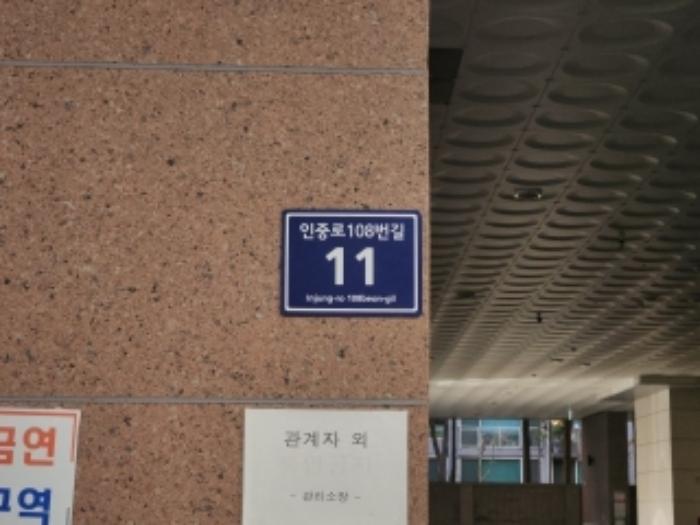 인중로108번길
11
Injung-ro 108beon-gil
금연
구역
관계자 외
- 관리소장 -